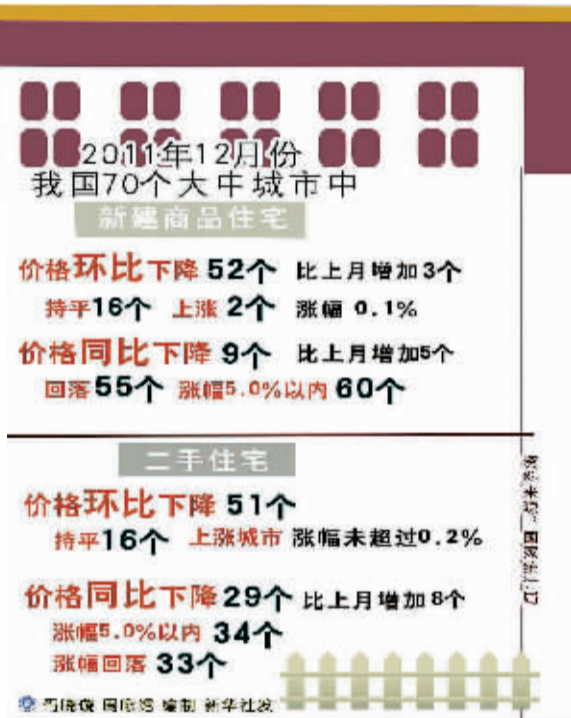 2011年12月份
我国70个大中城市中
新建商品住宅
价格环比下降 52个 比上月增加3个
持平16个 上涨 2个 涨幅 0.1%
价格同比下降 9个 比上月增加5个
回落55个 涨幅5.0%以内 60个
二手住宅
价格环比下降 51个
持平16个 上涨城市 涨幅未超过0.2%
价格同比下降29个 比上月增加8个
涨幅5.0%以内 34个
涨幅回落 33个
编制 新华社发